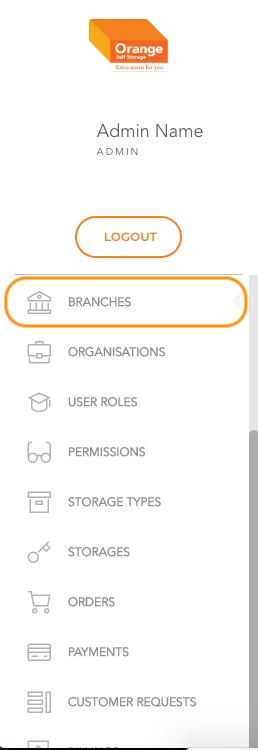 Orange
Self Storage
Extra space for you
Admin Name
ADMIN
LOGOUT
BRANCHES
ORGANISATIONS
USER ROLES
PERMISSIONS
STORAGE TYPES
STORAGES
ORDERS
PAYMENTS
CUSTOMER REQUESTS